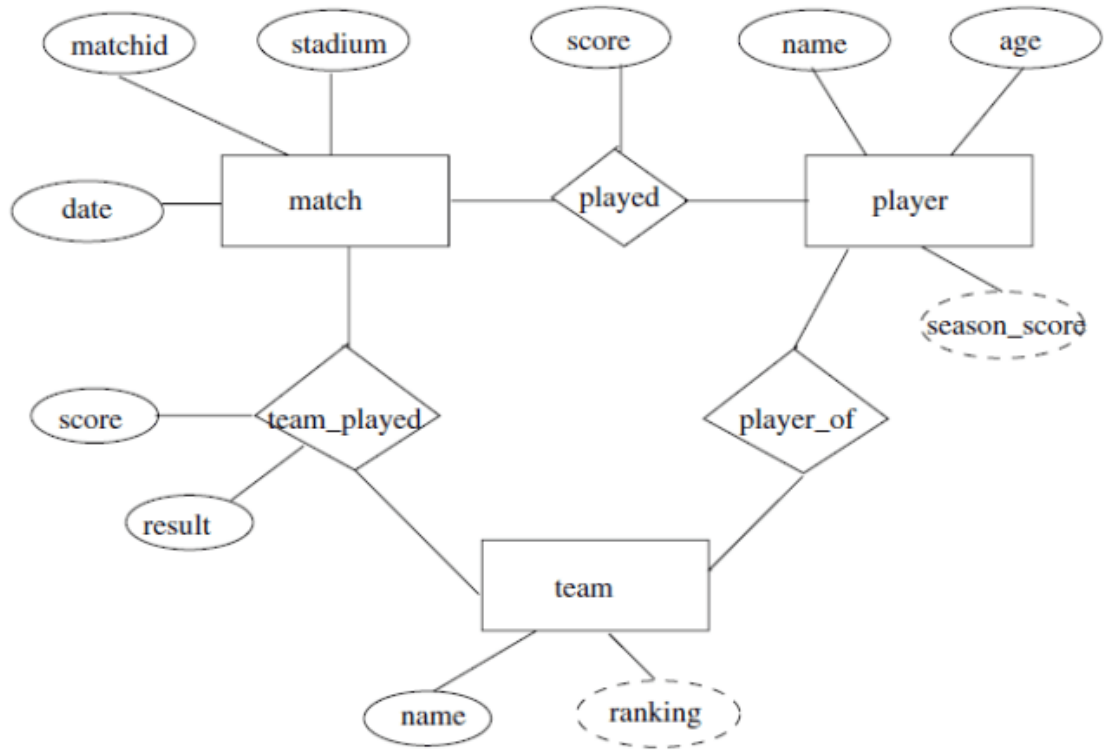 matchid
stadium
score
name
age
date
match
played
player
season_score
score
team_played
player_of
result
team
name
ranking